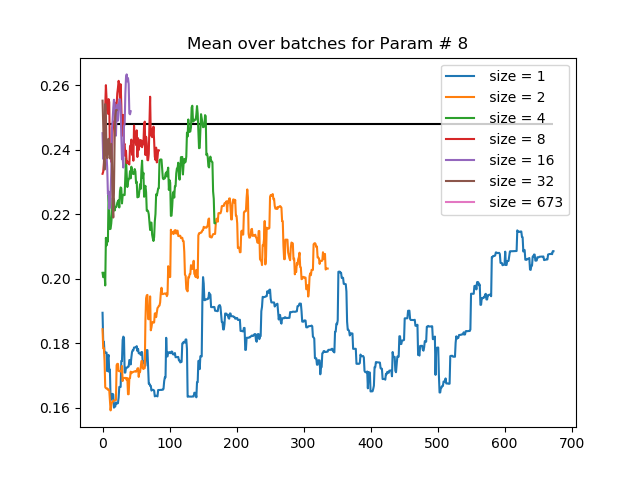 Mean over batches for Param # 8
0.26
0.24
0.22
0.20
0.18
0.16
0 100 200 300 400 500 600 700
size = 1
size = 2
size = 4
size = 8
size = 16
size = 32
size = 673